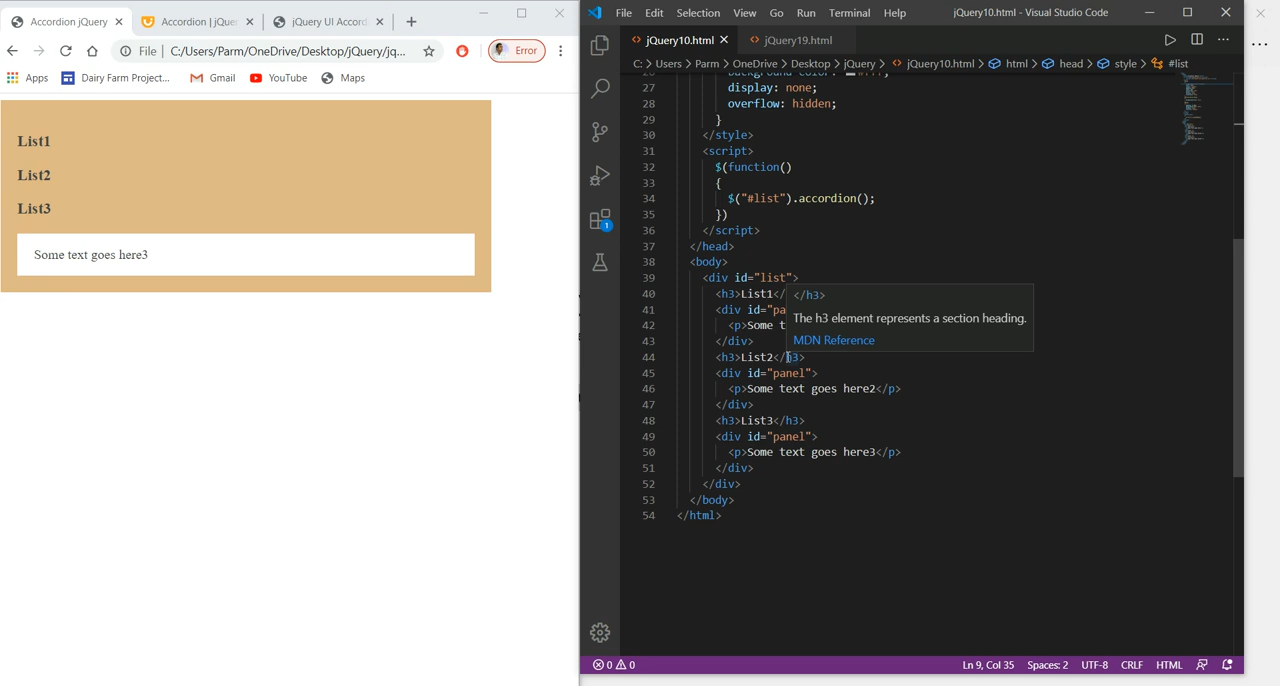 Accordion jQuery
Accordion | jQue
jQuery UI Accord
File
C:/Users/Parm/OneDrive/Desktop/jQuery/jq...
Error
Apps
Dairy Farm Project...
Gmail
YouTube
Maps
List1
List2
List3
Some text goes here3
File Edit Selection View Go Run Terminal Help
jQuery10.html - Visual Studio Code
jQuery10.html
jQuery19.html
C: > Users > Parm > OneDrive > Desktop > jQuery > jQuery10.html > html > head > style > #list
27 display: none;
28 overflow: hidden;
29 }
30 </style>
31 <script>
32 $(function()
33 {
34 $("#list").accordion();
35 })
36 </script>
37 </head>
38 <body>
39 <div id="list">
40 <h3>List1</
41 <div id="pa
42 <p>Some t
43 </div>
44 <h3>List2</h3>
45 <div id="panel">
46 <p>Some text goes here2</p>
47 </div>
48 <h3>List3</h3>
49 <div id="panel">
50 <p>Some text goes here3</p>
51 </div>
52 </div>
53 </body>
54 </html>
</h3>
The h3 element represents a section heading.
MDN Reference
1
0 0
Ln 9, Col 35
Spaces: 2
UTF-8
CRLF
HTML